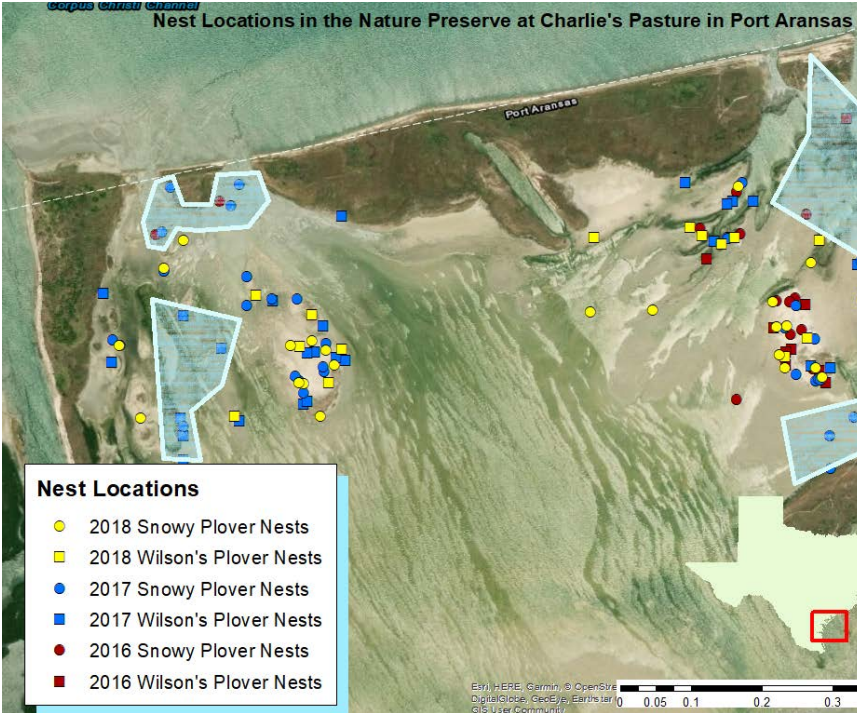 Corpus Christi Channel
Nest Locations in the Nature Preserve at Charlie's Pasture in Port Aransas
Port Aransas
Nest Locations
2018 Snowy Plover Nests
2018 Wilson's Plover Nests
2017 Snowy Plover Nests
2017 Wilson's Plover Nests
2016 Snowy Plover Nests
2016 Wilson's Plover Nests
Esri, HERE, Garmin, © OpenStre
DigitalGlobe, GeoEye, Earthstar
GIS User Community
0 0.05 0.1 0.2 0.3